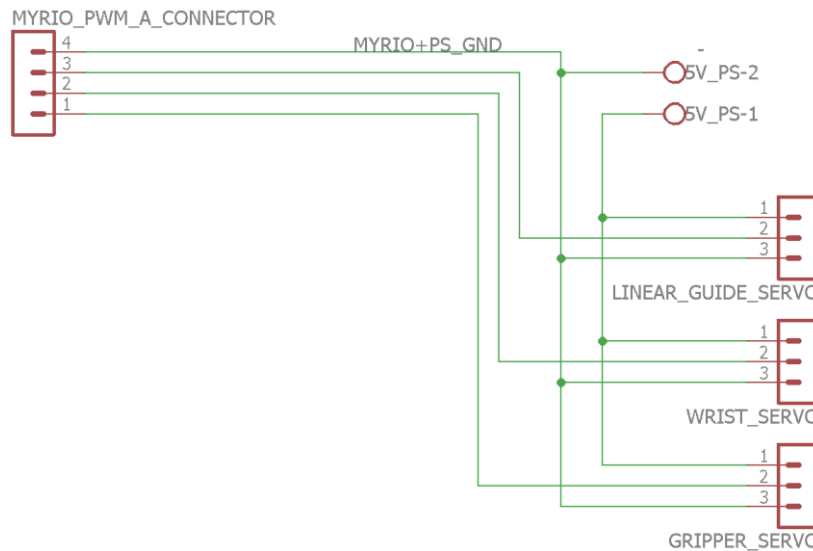 MYRIO_PWM_A_CONNECTOR
4
3
2
1
MYRIO+PS_GND
-
5V_PS-2
5V_PS-1
1
2
3
LINEAR_GUIDE_SERVO
1
2
3
WRIST_SERVO
1
2
3
GRIPPER_SERVO